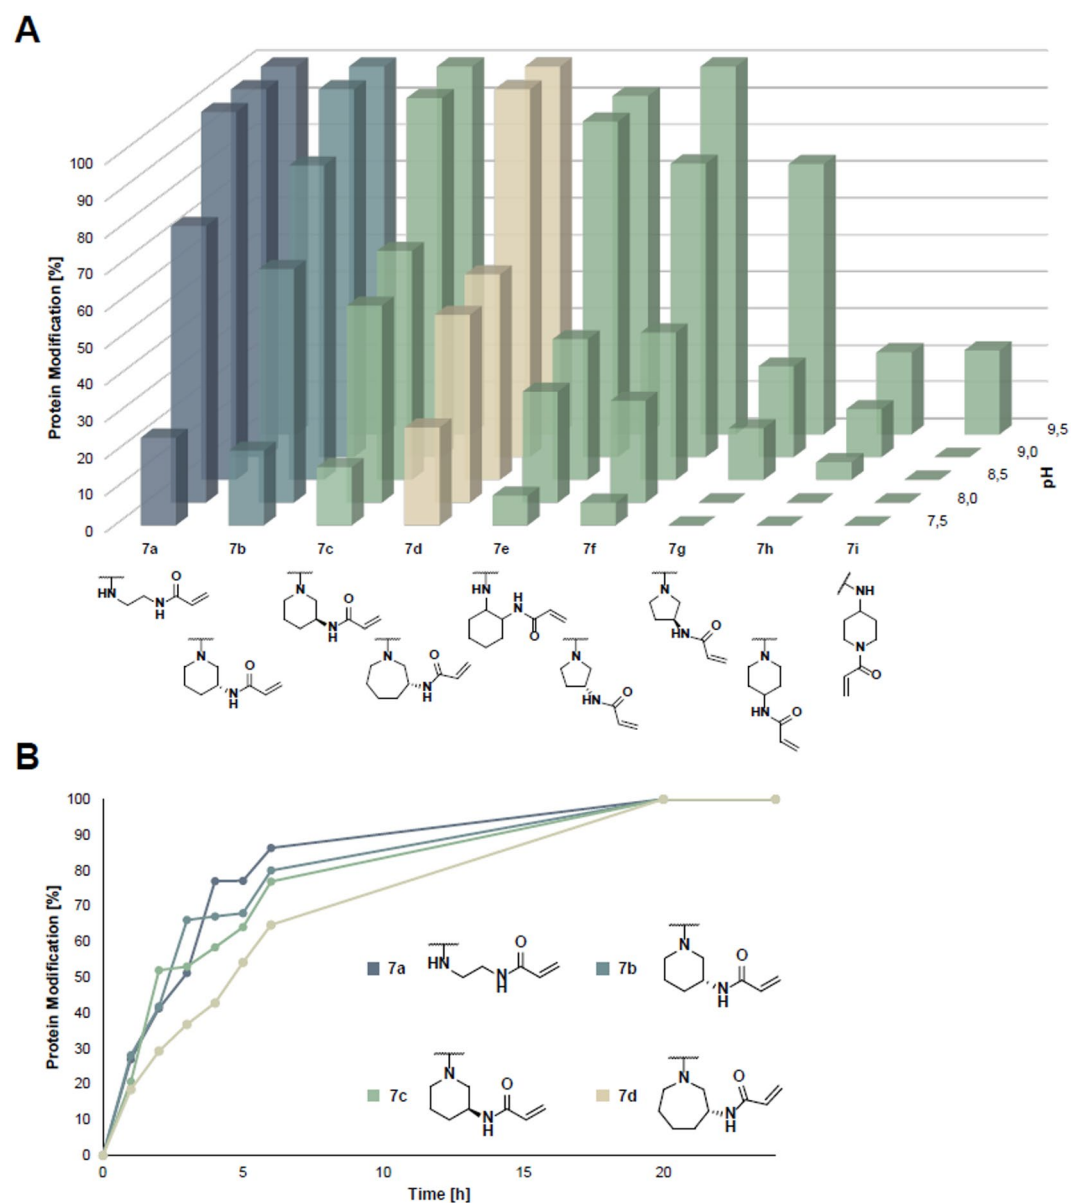 A
Protein Modification [%]
100
90
80
70
60
50
40
30
20
10
0
9,5
9,0
8,5
8,0
7,5
pH
7a 7b 7c 7d 7e 7f 7g 7h 7i
HN N H O
N N H O
N N H O
N N H O
HN H N O
N HN O
N HN O
N HN O
NH N O
B
Protein Modification [%]
100
90
80
70
60
50
40
30
20
10
0
0 5 10 15 20
Time [h]
7a HN N H O
7b N N H O
7c N N H O
7d N N H O